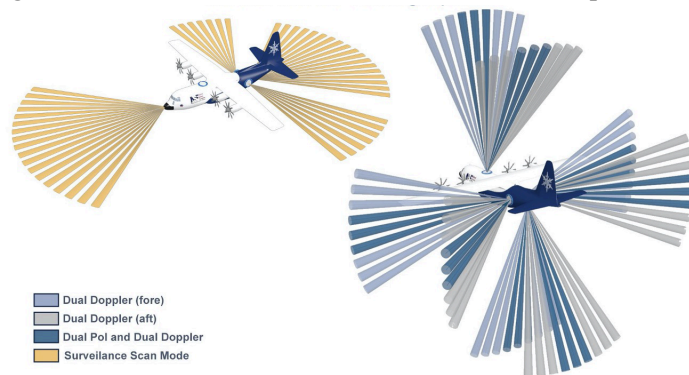 Dual Doppler (fore)
Dual Doppler (aft)
Dual Pol and Dual Doppler
Surveilance Scan Mode